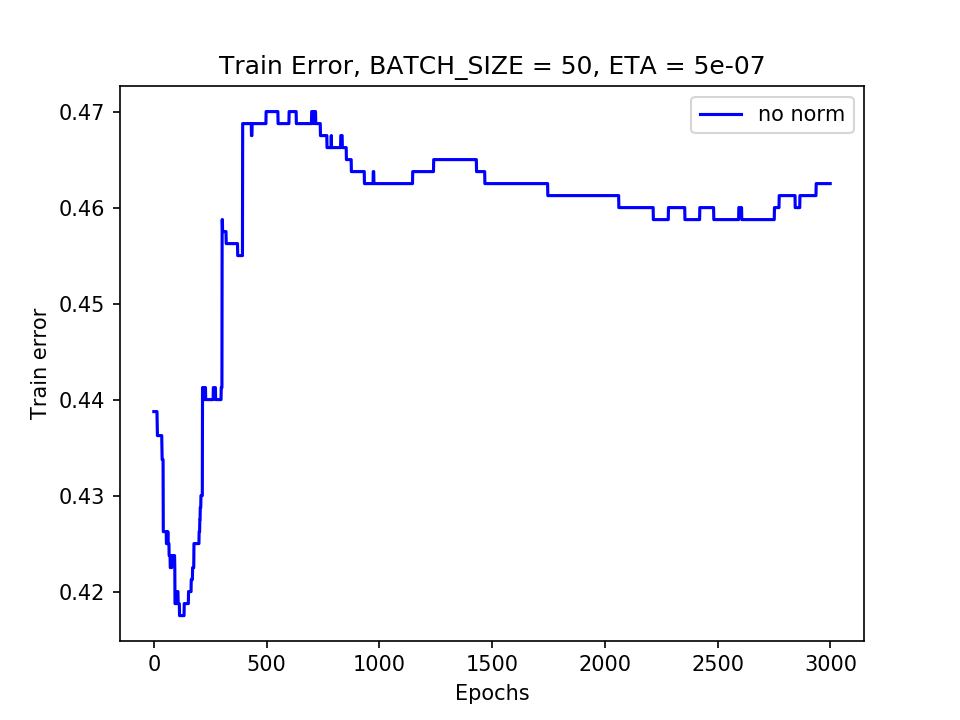 Train Error, BATCH_SIZE = 50, ETA = 5e-07
no norm
0.47
0.46
0.45
0.44
0.43
0.42
Train error
0 500 1000 1500 2000 2500 3000
Epochs